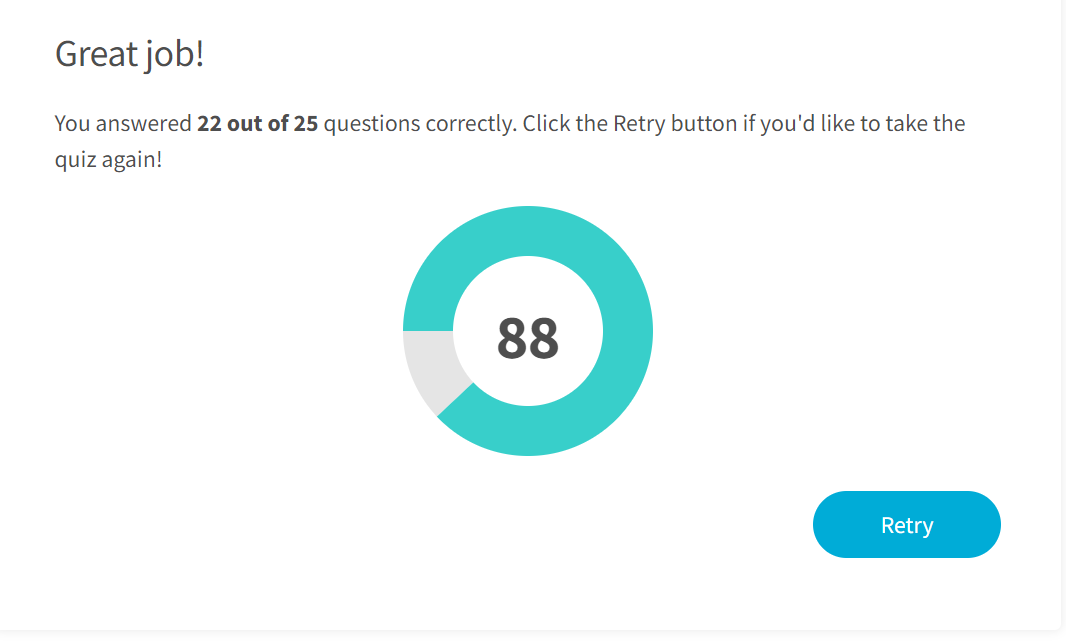 Great job!
You answered 22 out of 25 questions correctly. Click the Retry button if you'd like to take the
quiz again!
88
Retry